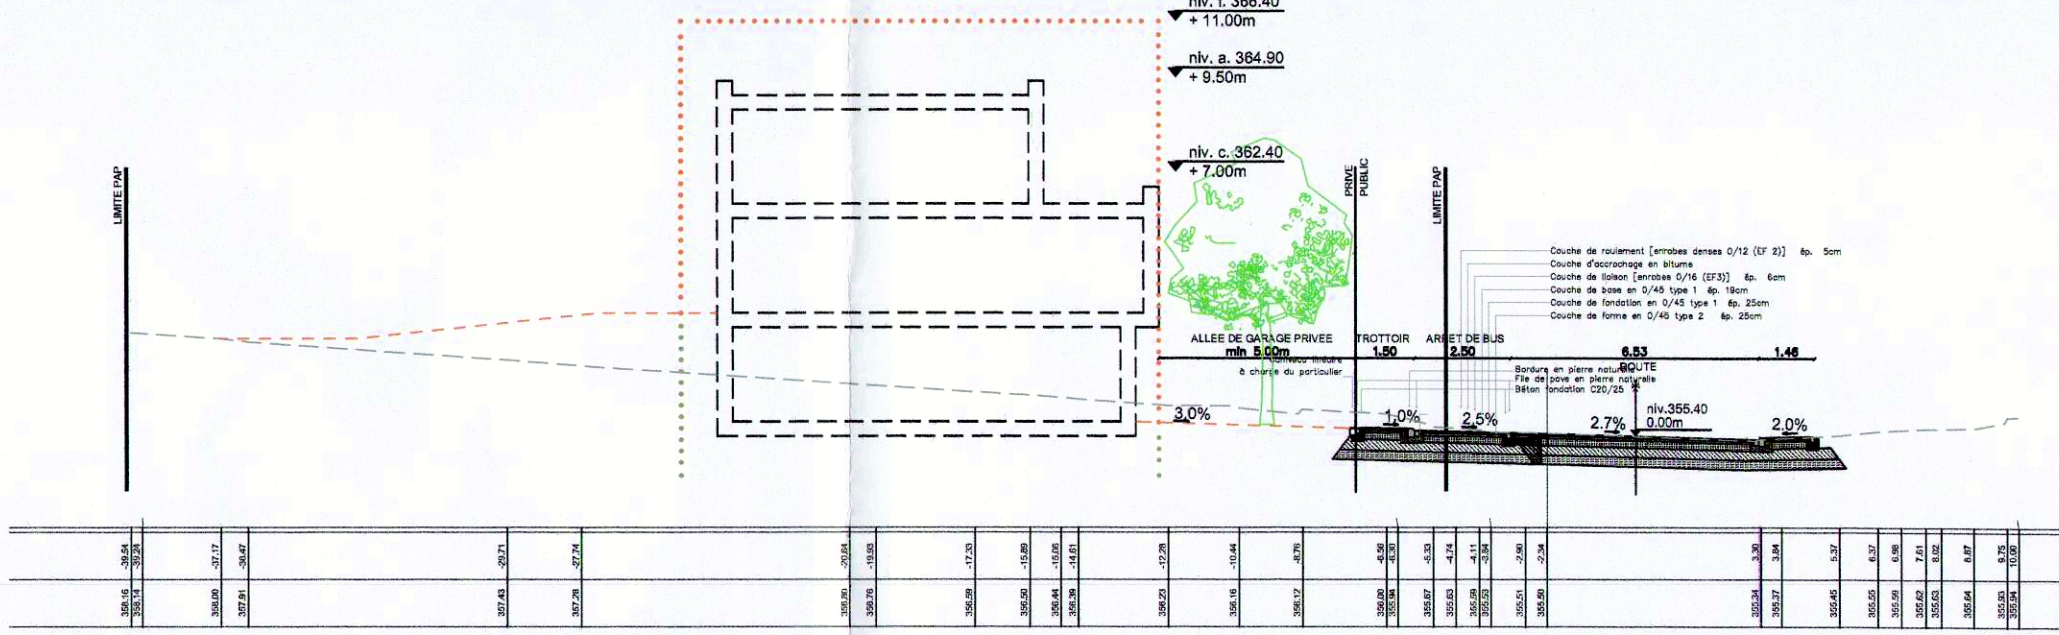 niv. f. 366.40
+ 11.00m
niv. a. 364.90
+ 9.50m
niv. c. 362.40
+ 7.00m
LIMITE PAP
PRIVE
PUBLIC
LIMITE PAP
Couche de roulement [enrobes denses 0/12 (EF 2)] ép. 5cm
Couche d'accrochage en bitume
Couche de liaison [enrobes 0/16 (EF3)] ép. 6cm
Couche de base en 0/45 type 1 ép. 19cm
Couche de fondation en 0/45 type 1 ép. 25cm
Couche de forme en 0/45 type 2 ép. 25cm
ALLEE DE GARAGE PRIVEE TROTTOIR ARRET DE BUS
min 5.00m 1.50 2.50 6.53 1.46
Caniveau linéaire
à charge du particulier
ROUTE
Bordure en pierre naturelle
File de pavé en pierre naturelle
Béton fondation C20/25
niv.355.40
0.00m
3.0% 1.0% 2.5% 2.7% 2.0%
-39.54 -39.24 -37.17 -36.47 -29.71 -27.74 -20.64 -19.93 -17.33 -15.89 -14.61 -12.28 -10.44 -8.76 -6.30 -5.33 -4.74 -4.11 -3.84 -2.90 -2.34 3.30 3.84 5.37 6.37 6.98 7.61 8.02 8.87 9.75 10.00
358.16 358.14 358.00 357.91 357.43 357.28 356.80 356.76 356.59 356.50 356.44 356.39 356.23 356.16 356.12 356.00 355.94 355.87 355.63 355.59 355.53 355.51 355.50 355.34 355.37 355.45 355.55 355.59 355.62 355.63 355.84 355.93 355.94